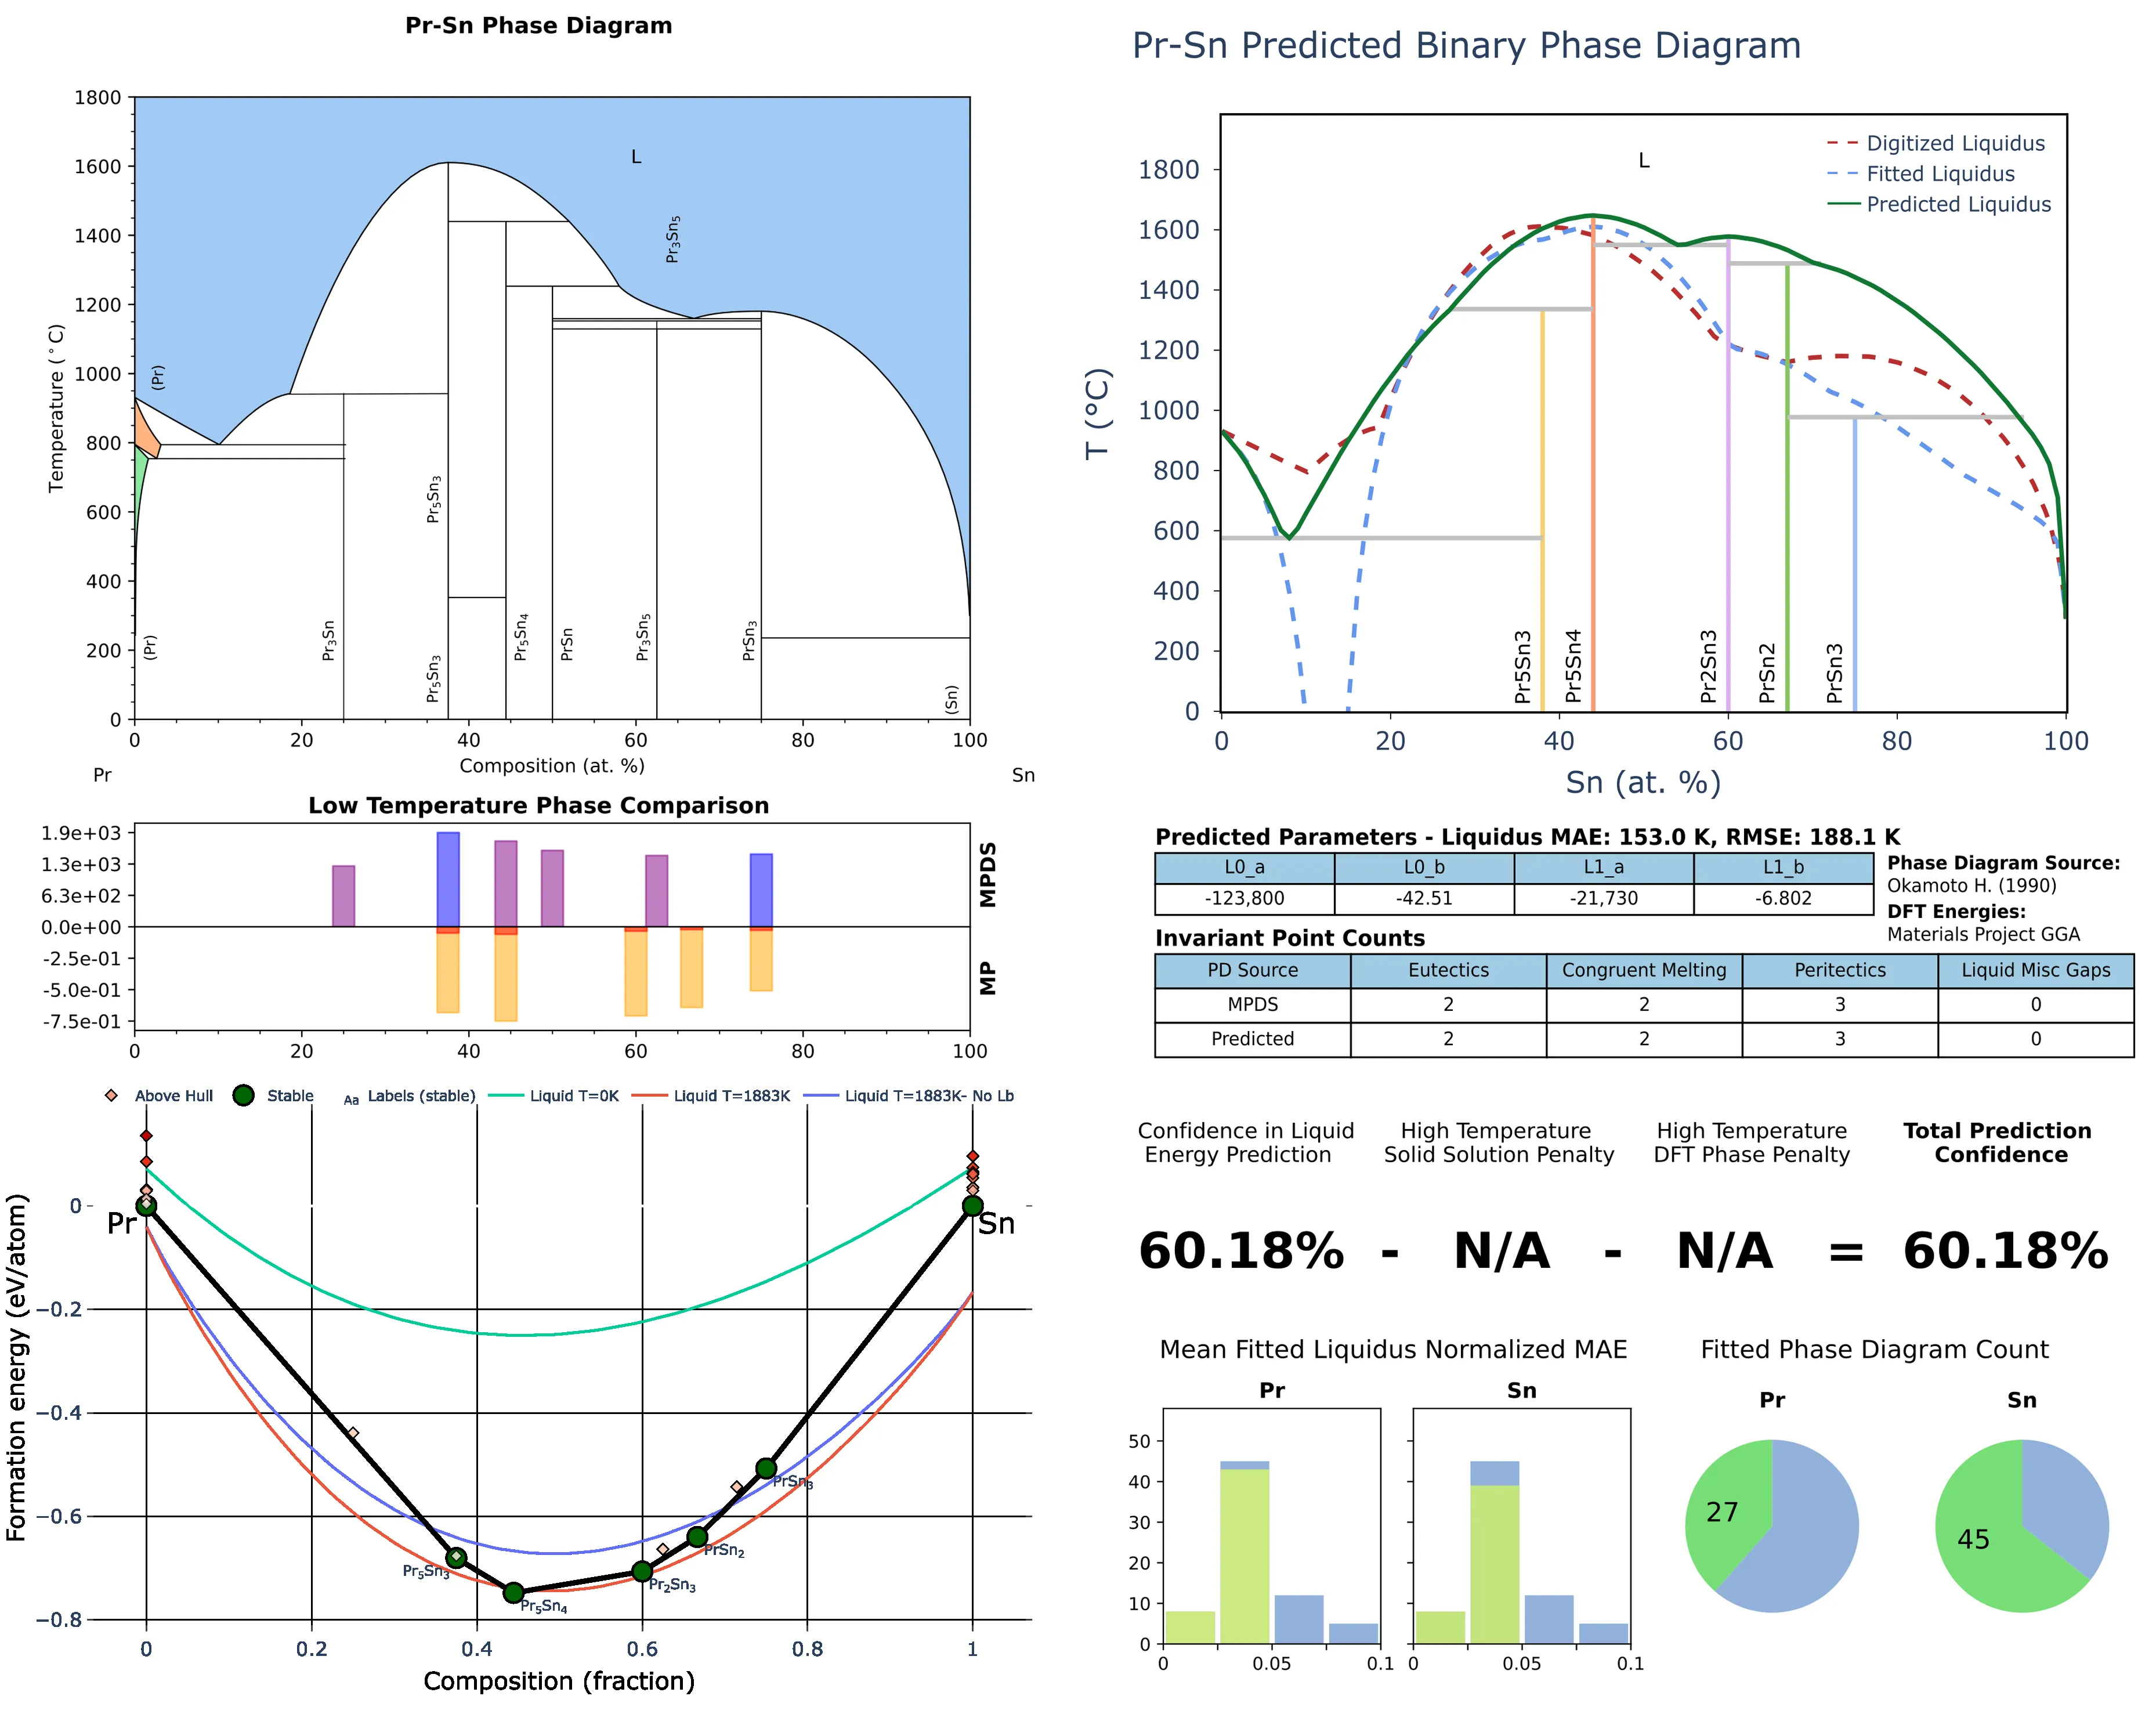 Pr-Sn Phase Diagram
1800
1600
1400
1200
1000
800
600
400
200
0
Temperature (°C)
L
(Pr)
(Pr)
Pr3Sn
Pr5Sn3
Pr5Sn3
Pr5Sn4
PrSn
Pr3Sn5
Pr3Sn5
PrSn3
(Sn)
0 20 40 60 80 100
Composition (at. %)
Pr
Sn
Low Temperature Phase Comparison
1.9e+03
1.3e+03
6.3e+02
0.0e+00
-2.5e-01
-5.0e-01
-7.5e-01
MPDS
MP
0 20 40 60 80 100
Above Hull Stable Aa Labels (stable) Liquid T=0K Liquid T=1883K Liquid T=1883K- No Lb
0
−0.2
−0.4
−0.6
−0.8
Formation energy (eV/atom)
Pr
Sn
Pr5Sn3
Pr5Sn4
Pr2Sn3
PrSn2
PrSn3
0 0.2 0.4 0.6 0.8 1
Composition (fraction)
Pr-Sn Predicted Binary Phase Diagram
1800
1600
1400
1200
1000
800
600
400
200
0
T (°C)
L
Digitized Liquidus
Fitted Liquidus
Predicted Liquidus
Pr5Sn3
Pr5Sn4
Pr2Sn3
PrSn2
PrSn3
0 20 40 60 80 100
Sn (at. %)
Predicted Parameters - Liquidus MAE: 153.0 K, RMSE: 188.1 K
L0_a L0_b L1_a L1_b
-123,800 -42.51 -21,730 -6.802
Phase Diagram Source:
Okamoto H. (1990)
DFT Energies:
Materials Project GGA
Invariant Point Counts
PD Source Eutectics Congruent Melting Peritectics Liquid Misc Gaps
MPDS 2 2 3 0
Predicted 2 2 3 0
Confidence in Liquid
Energy Prediction
High Temperature
Solid Solution Penalty
High Temperature
DFT Phase Penalty
Total Prediction
Confidence
60.18% - N/A - N/A = 60.18%
Mean Fitted Liquidus Normalized MAE
Pr
Sn
50
40
30
20
10
0
0 0.05 0.1
0 0.05 0.1
Fitted Phase Diagram Count
Pr
Sn
27
45